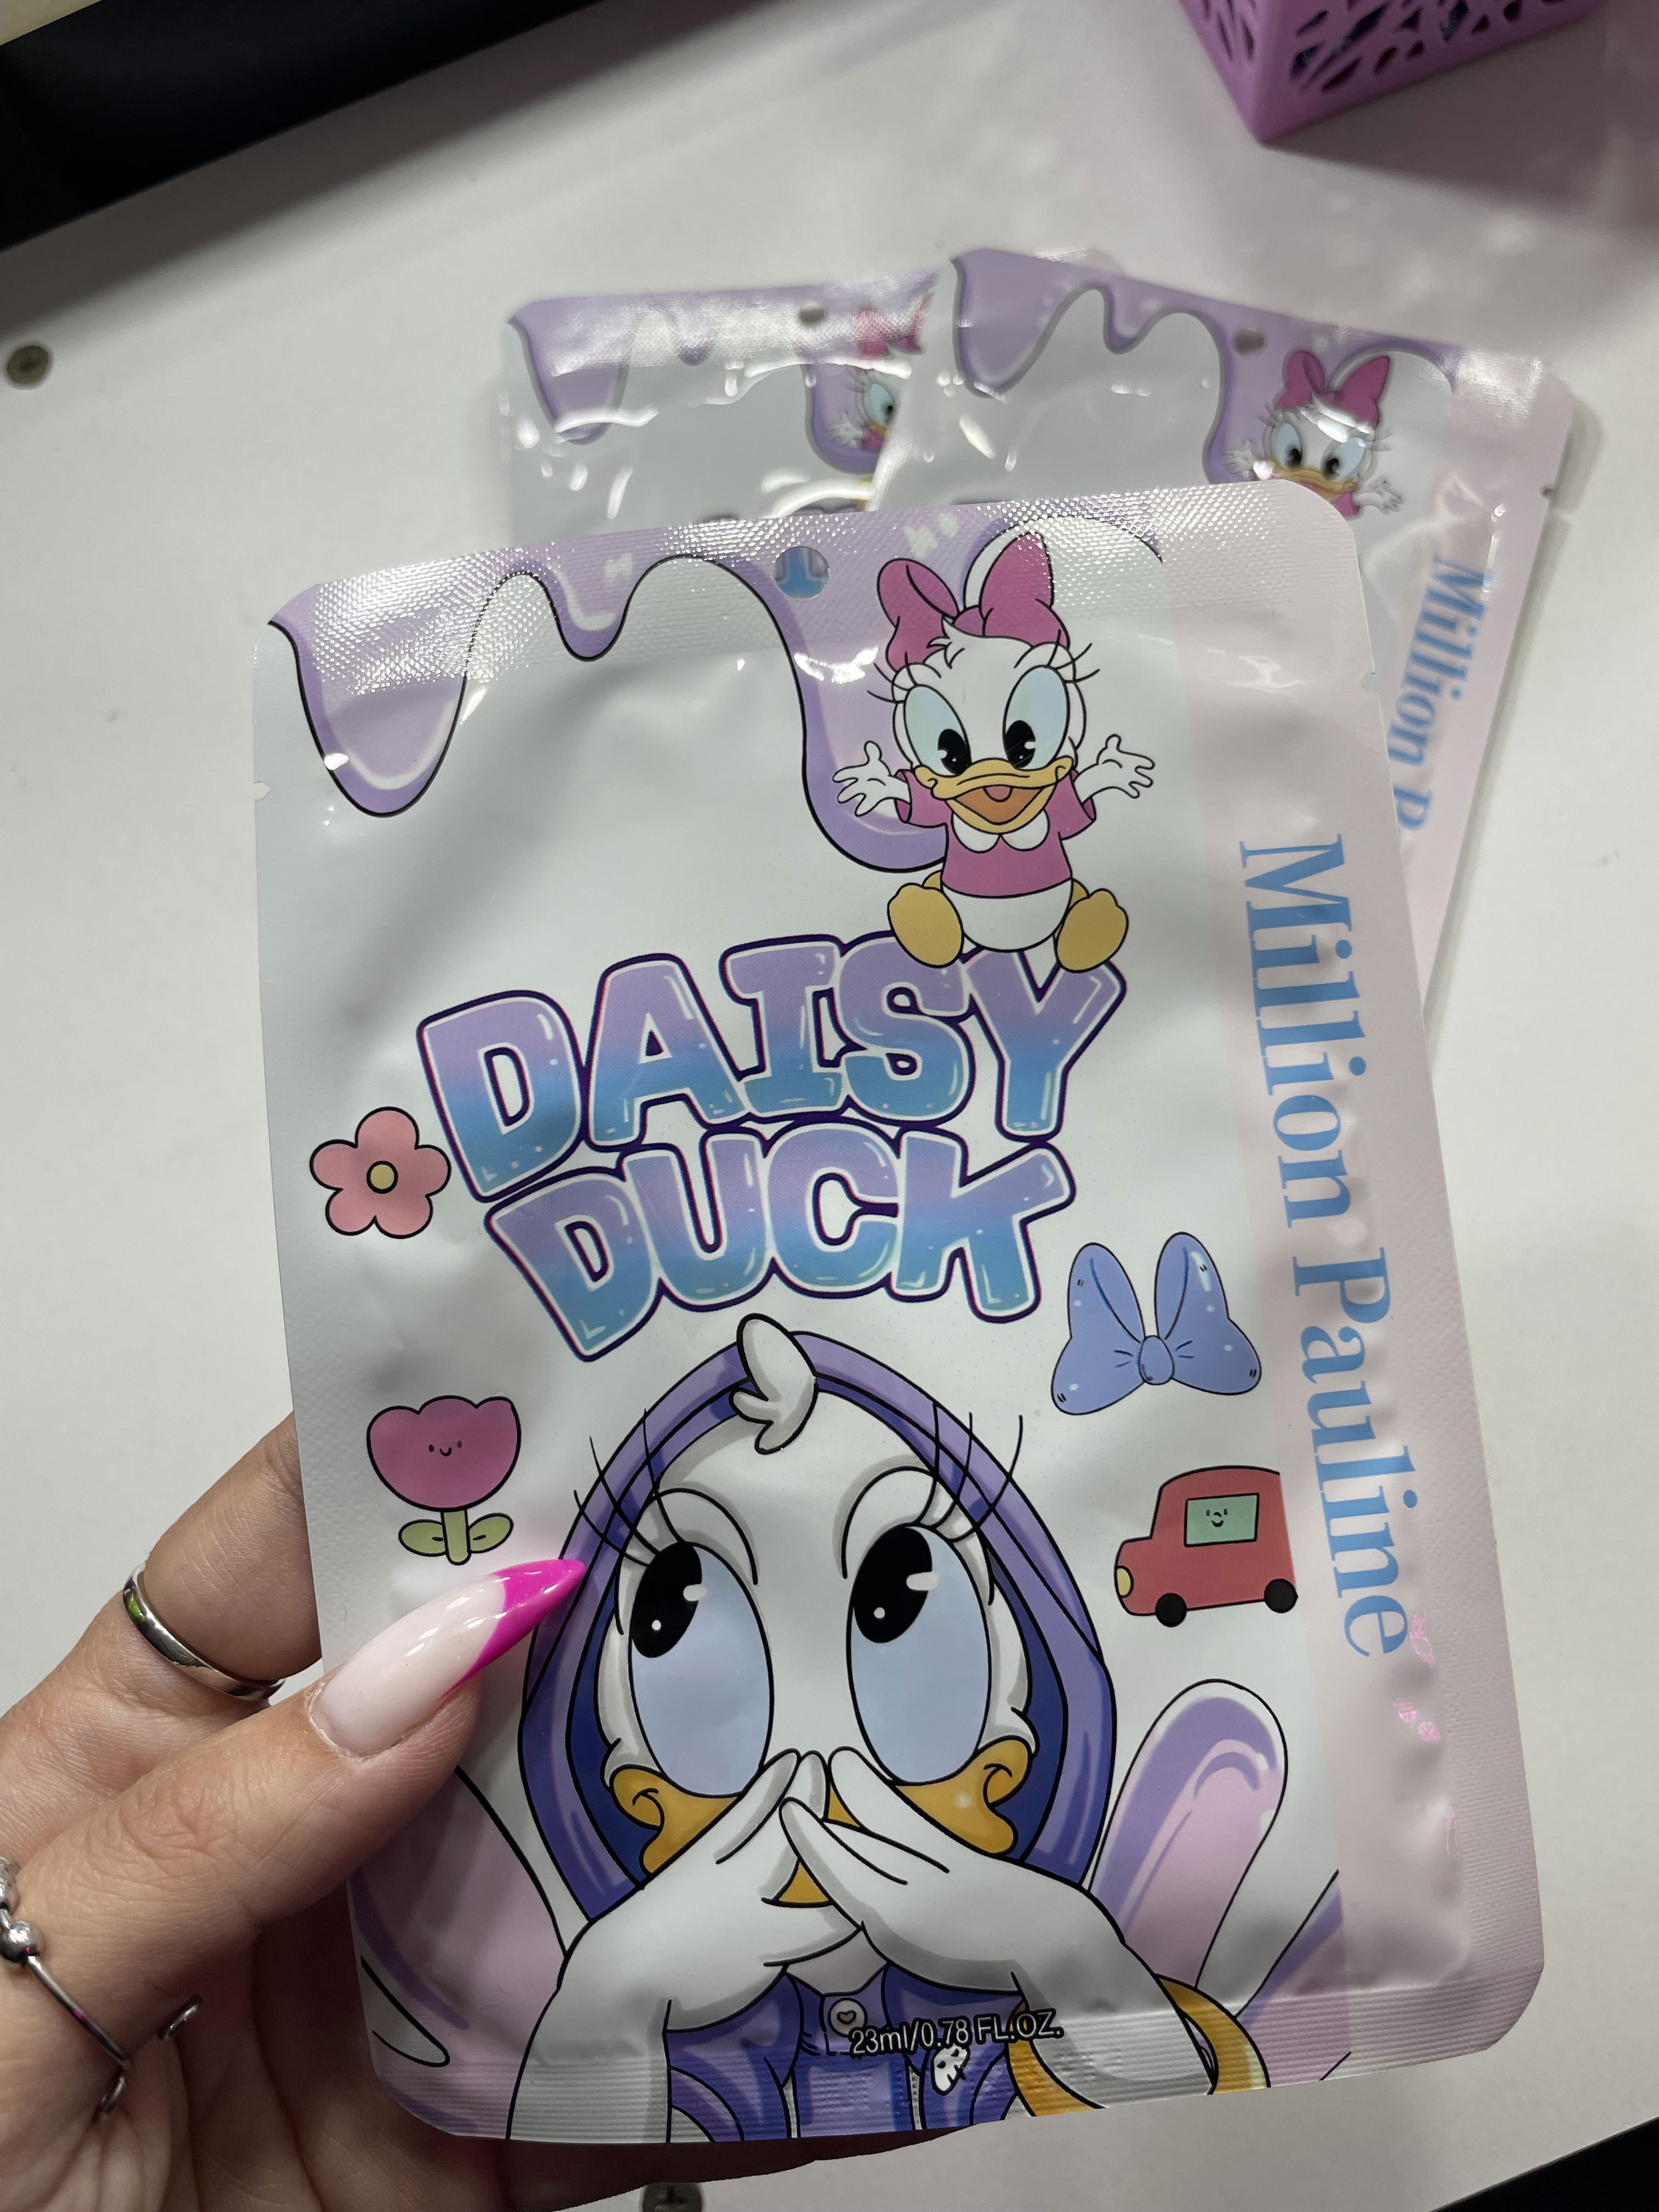 DAISY
DUCK
Million Pauline
23ml/0.78 FL.OZ.
Million P